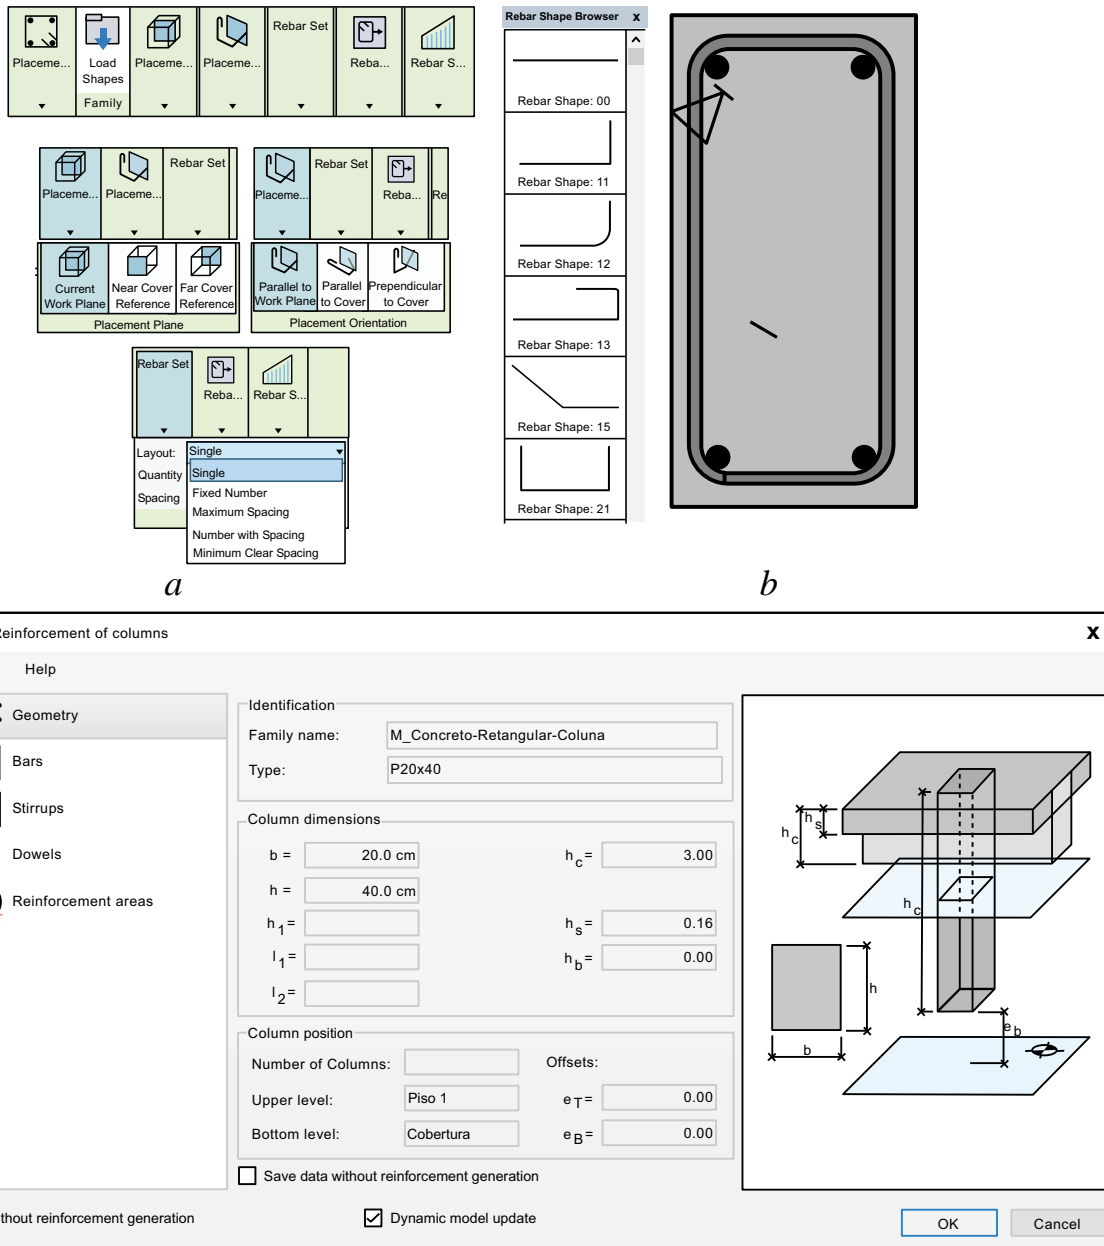 Placeme...
Load
Shapes
Family
Placeme...
Placeme...
Rebar Set
Reba...
Rebar S...
Placeme...
Placeme...
Rebar Set
Current
Work Plane
Near Cover
Reference
Far Cover
Reference
Placement Plane
Placeme...
Rebar Set
Reba...
Re
Parallel to
Work Plane
Parallel
to Cover
Prependicular
to Cover
Placement Orientation
Rebar Set
Reba...
Rebar S...
Layout:
Single
Quantity
Single
Spacing
Fixed Number
Maximum Spacing
Number with Spacing
Minimum Clear Spacing
a
Rebar Shape Browser x
Rebar Shape: 00
Rebar Shape: 11
Rebar Shape: 12
Rebar Shape: 13
Rebar Shape: 15
Rebar Shape: 21
b
Reinforcement of columns x
Help
Geometry
Bars
Stirrups
Dowels
Reinforcement areas
Identification
Family name: M_Concreto-Retangular-Coluna
Type: P20x40
Column dimensions
b = 20.0 cm
h = 40.0 cm
h1=
l1=
l2=
hc= 3.00
hs= 0.16
hb= 0.00
Column position
Number of Columns:
Upper level: Piso 1
Bottom level: Cobertura
Offsets:
eT= 0.00
eB= 0.00
Save data without reinforcement generation
hs
hc
hc
h
b
eb
thout reinforcement generation
Dynamic model update
OK
Cancel